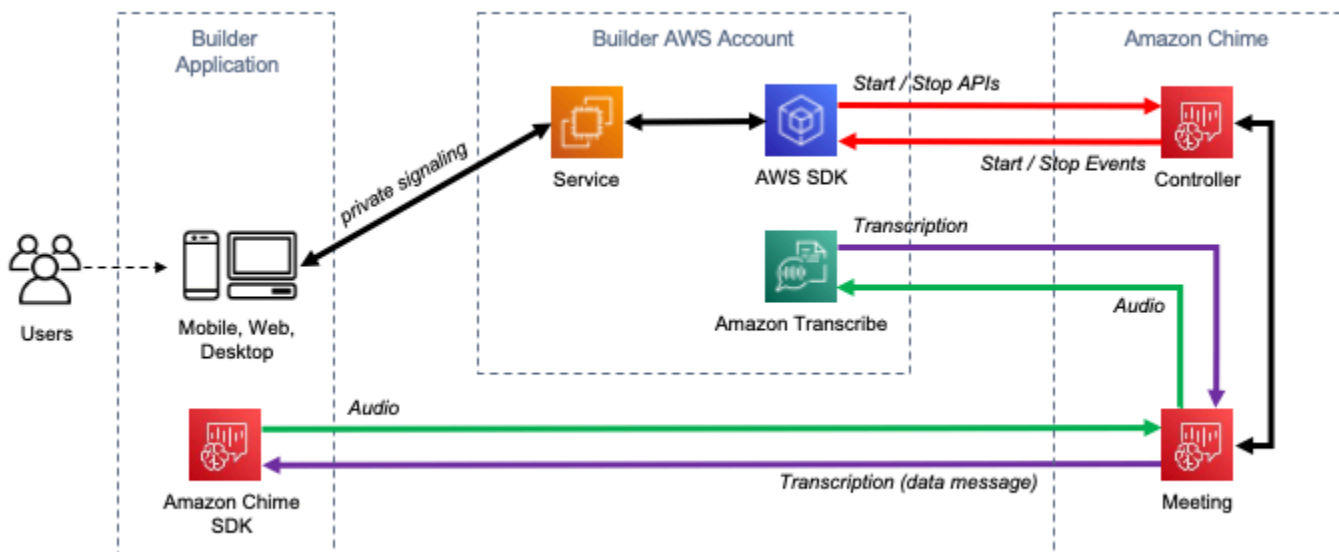 Builder
Application
Builder AWS Account
Amazon Chime
Start / Stop APIs
private signaling
Service
AWS SDK
Start / Stop Events
Controller
Transcription
Users
Mobile, Web,
Desktop
Amazon Transcribe
Audio
Audio
Amazon Chime
SDK
Transcription (data message)
Meeting